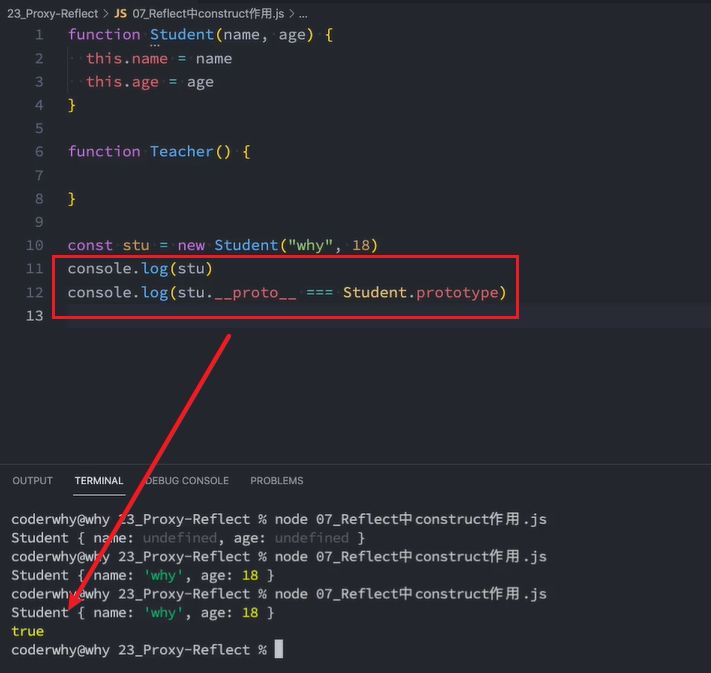 23_Proxy-Reflect > JS 07_Reflect中construct作用.js > ...
1 function Student(name, age) {
2 this.name = name
3 this.age = age
4 }
5
6 function Teacher() {
7
8 }
9
10 const stu = new Student("why", 18)
11 console.log(stu)
12 console.log(stu.__proto__ === Student.prototype)
13
OUTPUT TERMINAL DEBUG CONSOLE PROBLEMS
coderwhy@why 23_Proxy-Reflect % node 07_Reflect中construct作用.js
Student { name: undefined, age: undefined }
coderwhy@why 23_Proxy-Reflect % node 07_Reflect中construct作用.js
Student { name: 'why', age: 18 }
coderwhy@why 23_Proxy-Reflect % node 07_Reflect中construct作用.js
Student { name: 'why', age: 18 }
true
coderwhy@why 23_Proxy-Reflect %